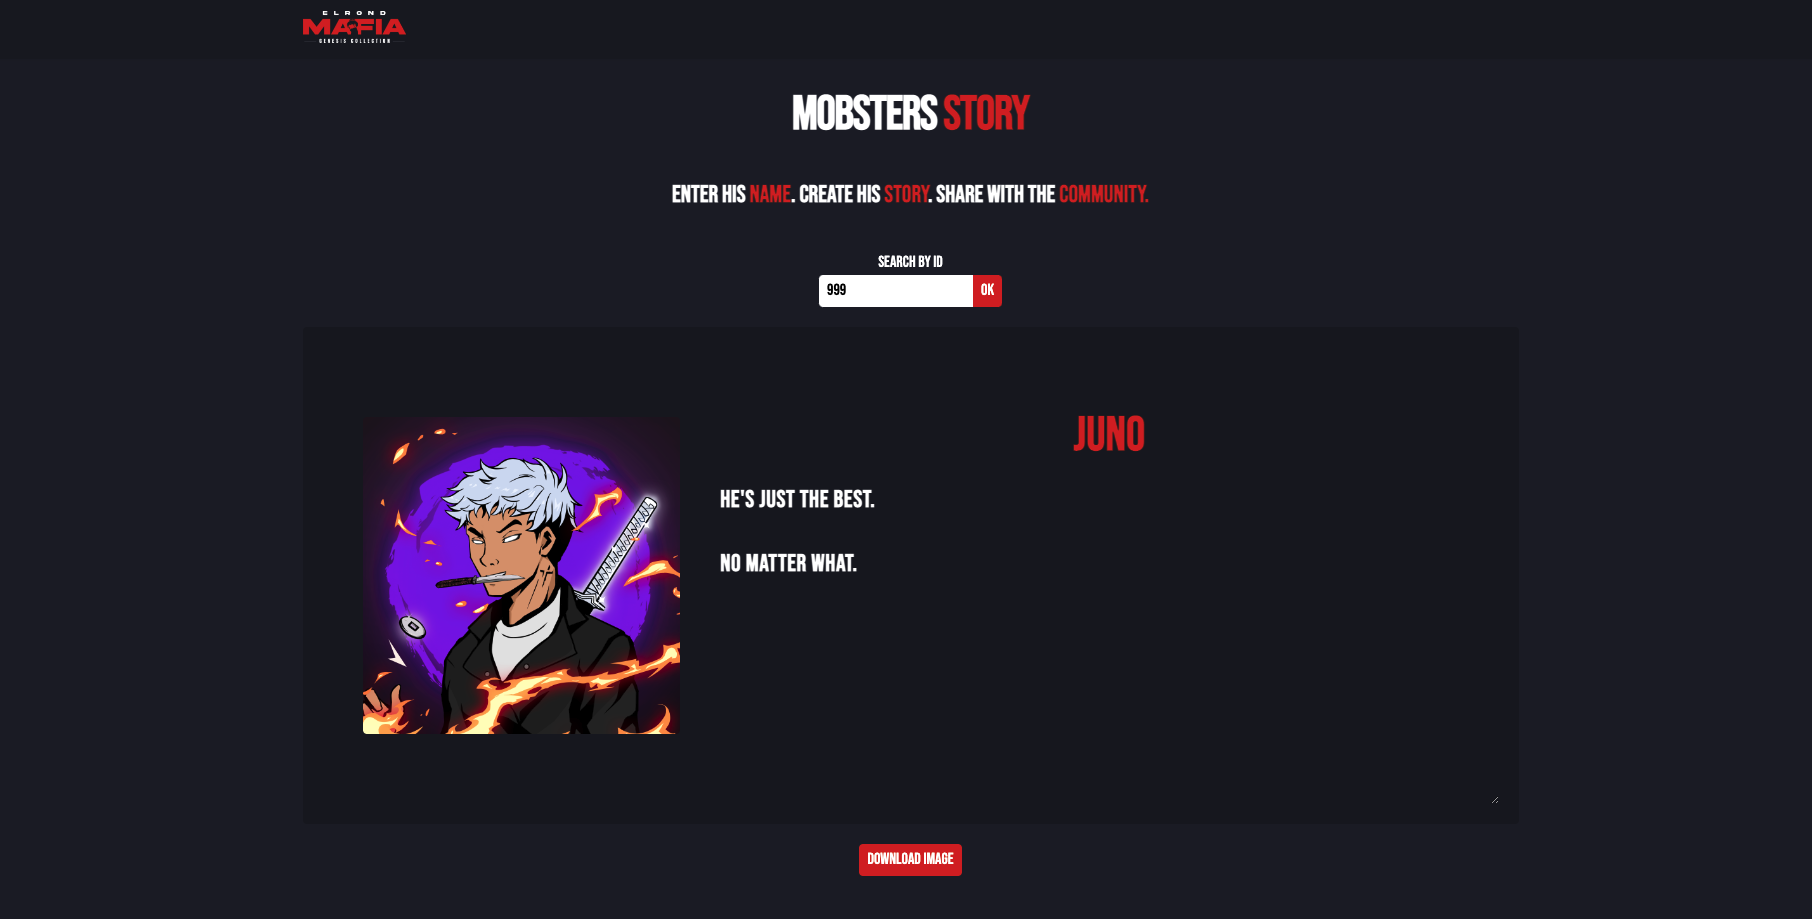 ELROND
MAFIA
GENESIS COLLECTION
MOBSTERS STORY
ENTER HIS NAME. CREATE HIS STORY. SHARE WITH THE COMMUNITY.
SEARCH BY ID
999
OK
JUNO
HE'S JUST THE BEST.
NO MATTER WHAT.
DOWNLOAD IMAGE